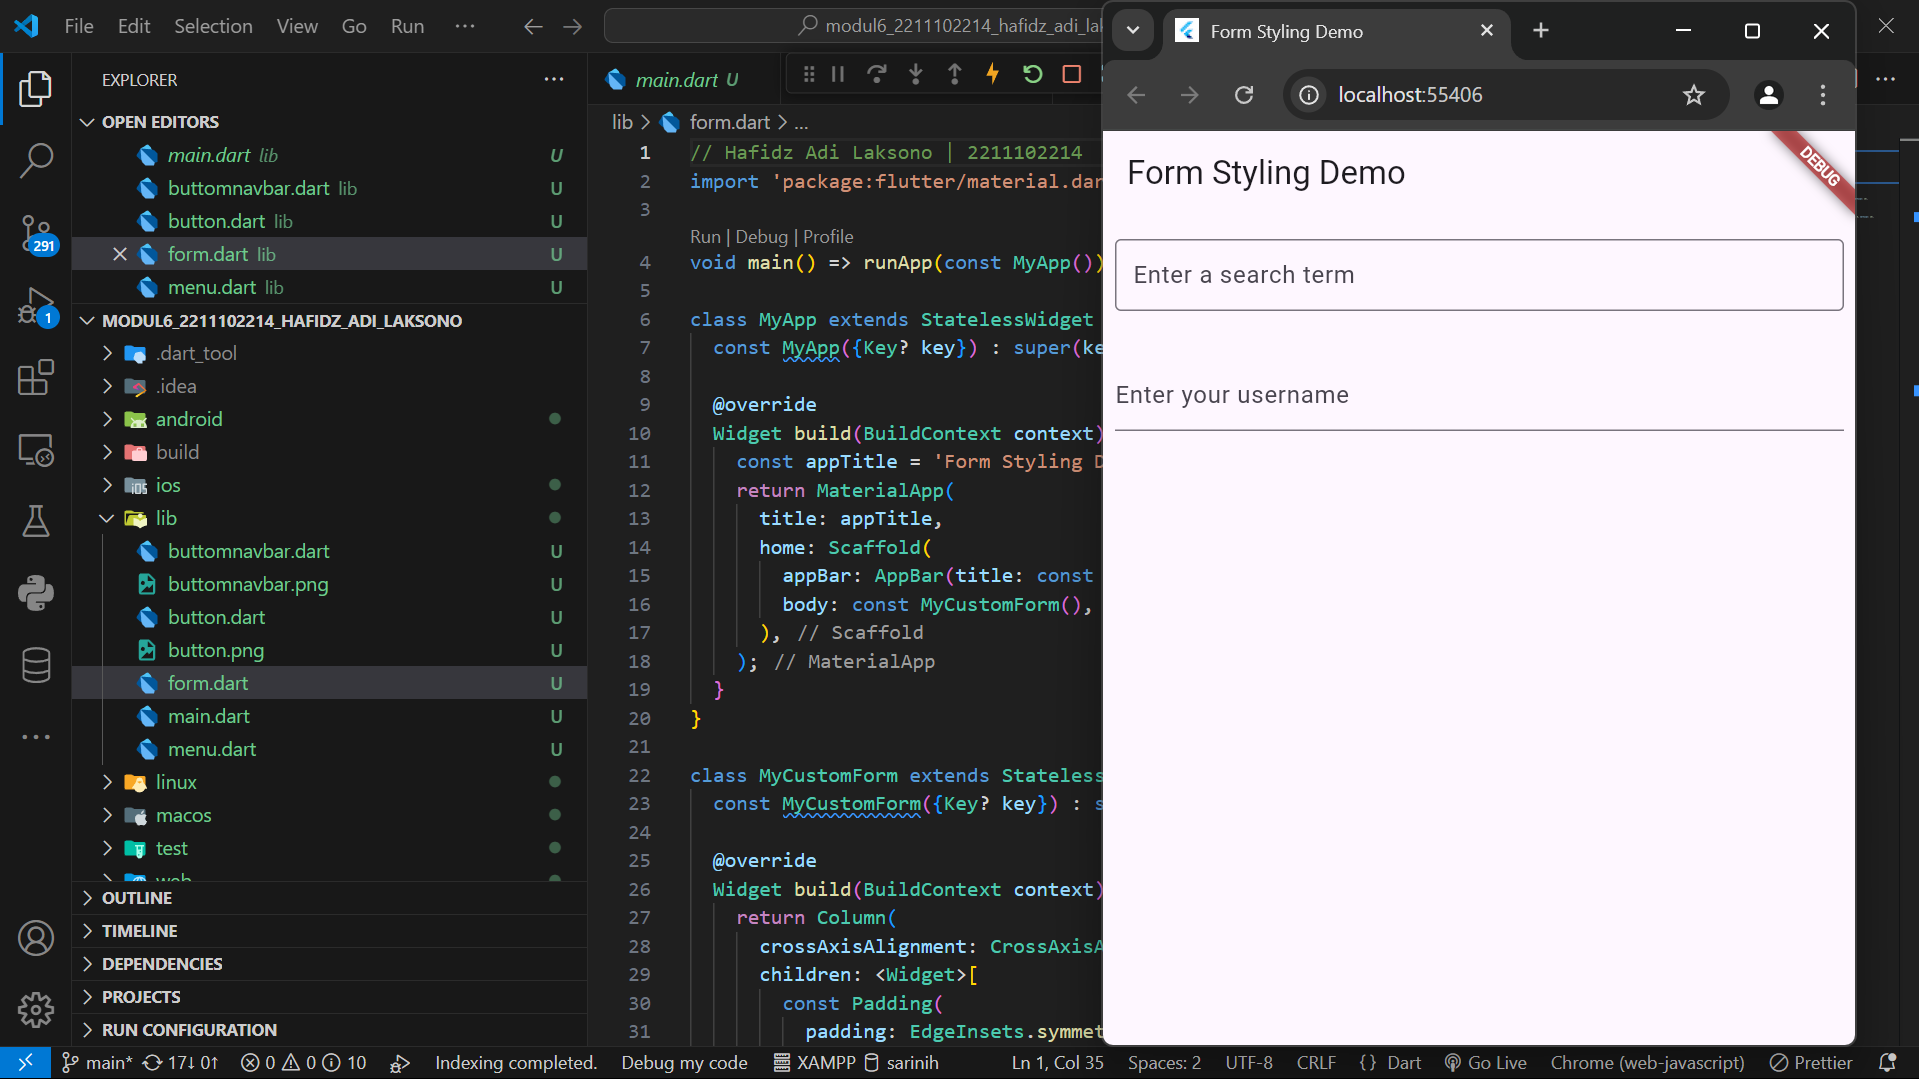 File Edit Selection View Go Run ···
modul6_2211102214_hafidz_adi_lak
EXPLORER
OPEN EDITORS
main.dart lib U
buttomnavbar.dart lib U
button.dart lib U
form.dart lib U
menu.dart lib U
MODUL6_2211102214_HAFIDZ_ADI_LAKSONO
.dart_tool
.idea
android
build
ios
lib
buttomnavbar.dart U
buttomnavbar.png U
button.dart U
button.png U
form.dart U
main.dart U
menu.dart U
linux
macos
test
web
OUTLINE
TIMELINE
DEPENDENCIES
PROJECTS
RUN CONFIGURATION
291
1
main.dart U
lib > form.dart > ...
1 // Hafidz Adi Laksono | 2211102214
2 import 'package:flutter/material.dar
3
Run | Debug | Profile
4 void main() => runApp(const MyApp())
5
6 class MyApp extends StatelessWidget
7 const MyApp({Key? key}) : super(ke
8
9 @override
10 Widget build(BuildContext context)
11 const appTitle = 'Form Styling D
12 return MaterialApp(
13 title: appTitle,
14 home: Scaffold(
15 appBar: AppBar(title: const
16 body: const MyCustomForm(),
17 ), // Scaffold
18 ); // MaterialApp
19 }
20 }
21
22 class MyCustomForm extends Stateless
23 const MyCustomForm({Key? key}) : s
24
25 @override
26 Widget build(BuildContext context)
27 return Column(
28 crossAxisAlignment: CrossAxisA
29 children: <Widget>[
30 const Padding(
31 padding: EdgeInsets.symmet
Form Styling Demo
localhost:55406
Form Styling Demo
DEBUG
Enter a search term
Enter your username
main* 17↓ 0↑ 0 0 10 Indexing completed. Debug my code XAMPP sarinih Ln 1, Col 35 Spaces: 2 UTF-8 CRLF {} Dart Go Live Chrome (web-javascript) Prettier